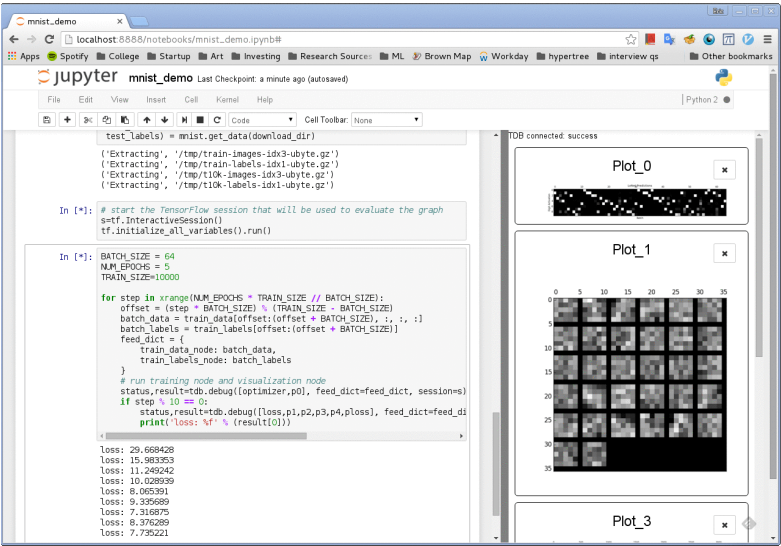 mnist_demo
localhost:8888/notebooks/mnist_demo.ipynb#
Apps Spotify College Startup Art Investing Research Sources ML Brown Map Workday hypertree interview qs Other bookmarks
jupyter mnist_demo Last Checkpoint: a minute ago (autosaved)
File Edit View Insert Cell Kernel Help Python 2
Code Cell Toolbar: None
test_labels) = mnist.get_data(download_dir)
('Extracting', '/tmp/train-images-idx3-ubyte.gz')
('Extracting', '/tmp/train-labels-idx1-ubyte.gz')
('Extracting', '/tmp/t10k-images-idx3-ubyte.gz')
('Extracting', '/tmp/t10k-labels-idx1-ubyte.gz')
In [*]: # start the TensorFlow session that will be used to evaluate the graph
s=tf.InteractiveSession()
tf.initialize_all_variables().run()
In [*]: BATCH_SIZE = 64
NUM_EPOCHS = 5
TRAIN_SIZE=10000
for step in xrange(NUM_EPOCHS * TRAIN_SIZE // BATCH_SIZE):
offset = (step * BATCH_SIZE) % (TRAIN_SIZE - BATCH_SIZE)
batch_data = train_data[offset:(offset + BATCH_SIZE), :, :, :]
batch_labels = train_labels[offset:(offset + BATCH_SIZE)]
feed_dict = {
train_data_node: batch_data,
train_labels_node: batch_labels
}
# run training node and visualization node
status,result=tdb.debug([optimizer,p0], feed_dict=feed_dict, session=s)
if step % 10 == 0:
status,result=tdb.debug([loss,p1,p2,p3,p4,ploss], feed_dict=feed_di
print('loss: %f' % (result[0]))
loss: 29.668428
loss: 15.983353
loss: 11.249242
loss: 10.028939
loss: 8.065391
loss: 9.335689
loss: 7.316875
loss: 8.376289
loss: 7.735221
TDB connected: success
Plot_0
Plot_1
0 5 10 15 20 25 30 35
0
5
10
15
20
25
30
35
Plot_3